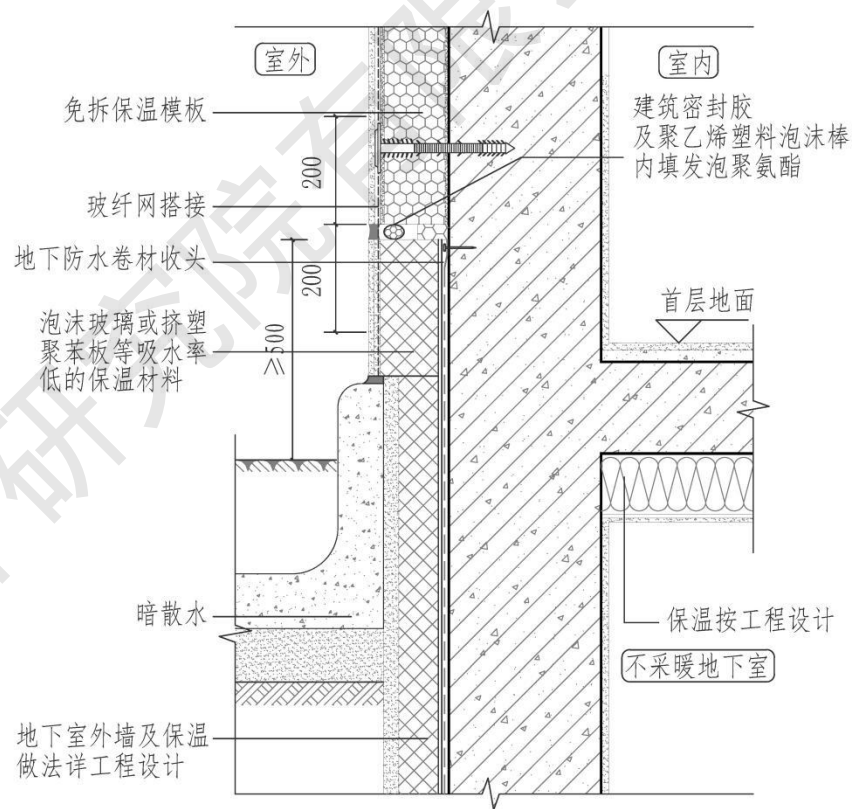 室外
室内
免拆保温模板
建筑密封胶
及聚乙烯塑料泡沫棒
内填发泡聚氨酯
200
玻纤网搭接
地下防水卷材收头
200
首层地面
泡沫玻璃或挤塑
聚苯板等吸水率
低的保温材料
≥500
暗散水
保温按工程设计
不采暖地下室
地下室外墙及保温
做法详工程设计
研究院有限